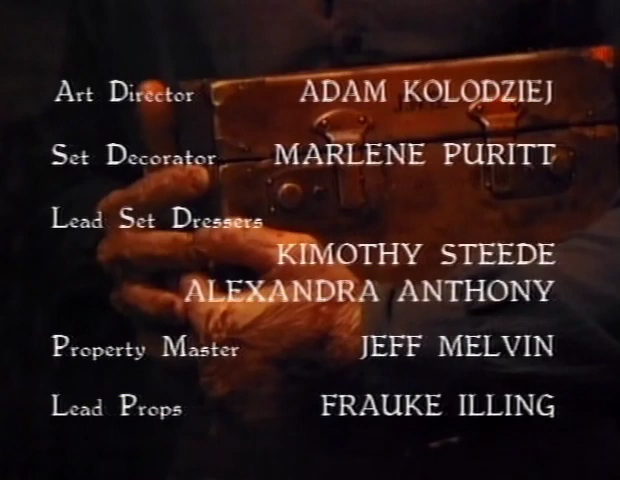 Art Director ADAM KOLODZIEJ
Set Decorator MARLENE PURITT
Lead Set Dressers
KIMOTHY STEEDE
ALEXANDRA ANTHONY
Property Master JEFF MELVIN
Lead Props FRAUKE ILLING